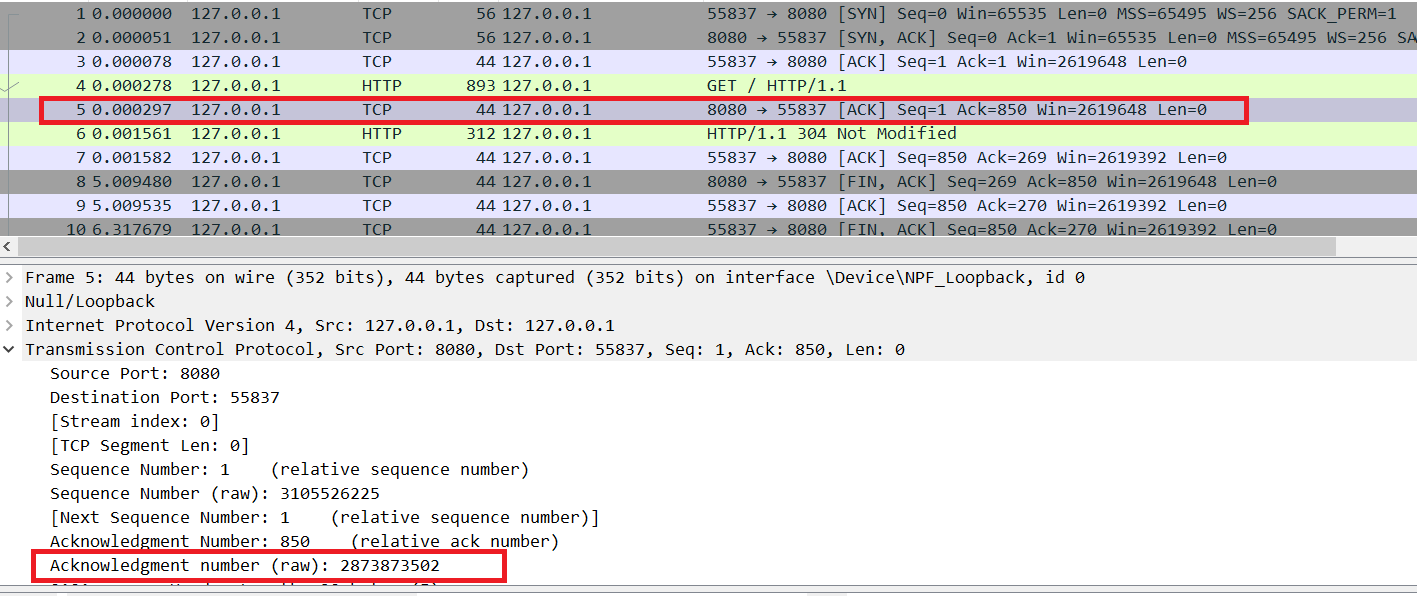 1 0.000000 127.0.0.1 TCP 56 127.0.0.1 55837 → 8080 [SYN] Seq=0 Win=65535 Len=0 MSS=65495 WS=256 SACK_PERM=1
2 0.000051 127.0.0.1 TCP 56 127.0.0.1 8080 → 55837 [SYN, ACK] Seq=0 Ack=1 Win=65535 Len=0 MSS=65495 WS=256 SA
3 0.000078 127.0.0.1 TCP 44 127.0.0.1 55837 → 8080 [ACK] Seq=1 Ack=1 Win=2619648 Len=0
4 0.000278 127.0.0.1 HTTP 893 127.0.0.1 GET / HTTP/1.1
5 0.000297 127.0.0.1 TCP 44 127.0.0.1 8080 → 55837 [ACK] Seq=1 Ack=850 Win=2619648 Len=0
6 0.001561 127.0.0.1 HTTP 312 127.0.0.1 HTTP/1.1 304 Not Modified
7 0.001582 127.0.0.1 TCP 44 127.0.0.1 55837 → 8080 [ACK] Seq=850 Ack=269 Win=2619392 Len=0
8 5.009480 127.0.0.1 TCP 44 127.0.0.1 8080 → 55837 [FIN, ACK] Seq=269 Ack=850 Win=2619648 Len=0
9 5.009535 127.0.0.1 TCP 44 127.0.0.1 55837 → 8080 [ACK] Seq=850 Ack=270 Win=2619392 Len=0
10 6.317679 127.0.0.1 TCP 44 127.0.0.1 55837 → 8080 [FIN, ACK] Seq=850 Ack=270 Win=2619392 Len=0
Frame 5: 44 bytes on wire (352 bits), 44 bytes captured (352 bits) on interface \Device\NPF_Loopback, id 0
Null/Loopback
Internet Protocol Version 4, Src: 127.0.0.1, Dst: 127.0.0.1
Transmission Control Protocol, Src Port: 8080, Dst Port: 55837, Seq: 1, Ack: 850, Len: 0
Source Port: 8080
Destination Port: 55837
[Stream index: 0]
[TCP Segment Len: 0]
Sequence Number: 1 (relative sequence number)
Sequence Number (raw): 3105526225
[Next Sequence Number: 1 (relative sequence number)]
Acknowledgment Number: 850 (relative ack number)
Acknowledgment number (raw): 2873873502